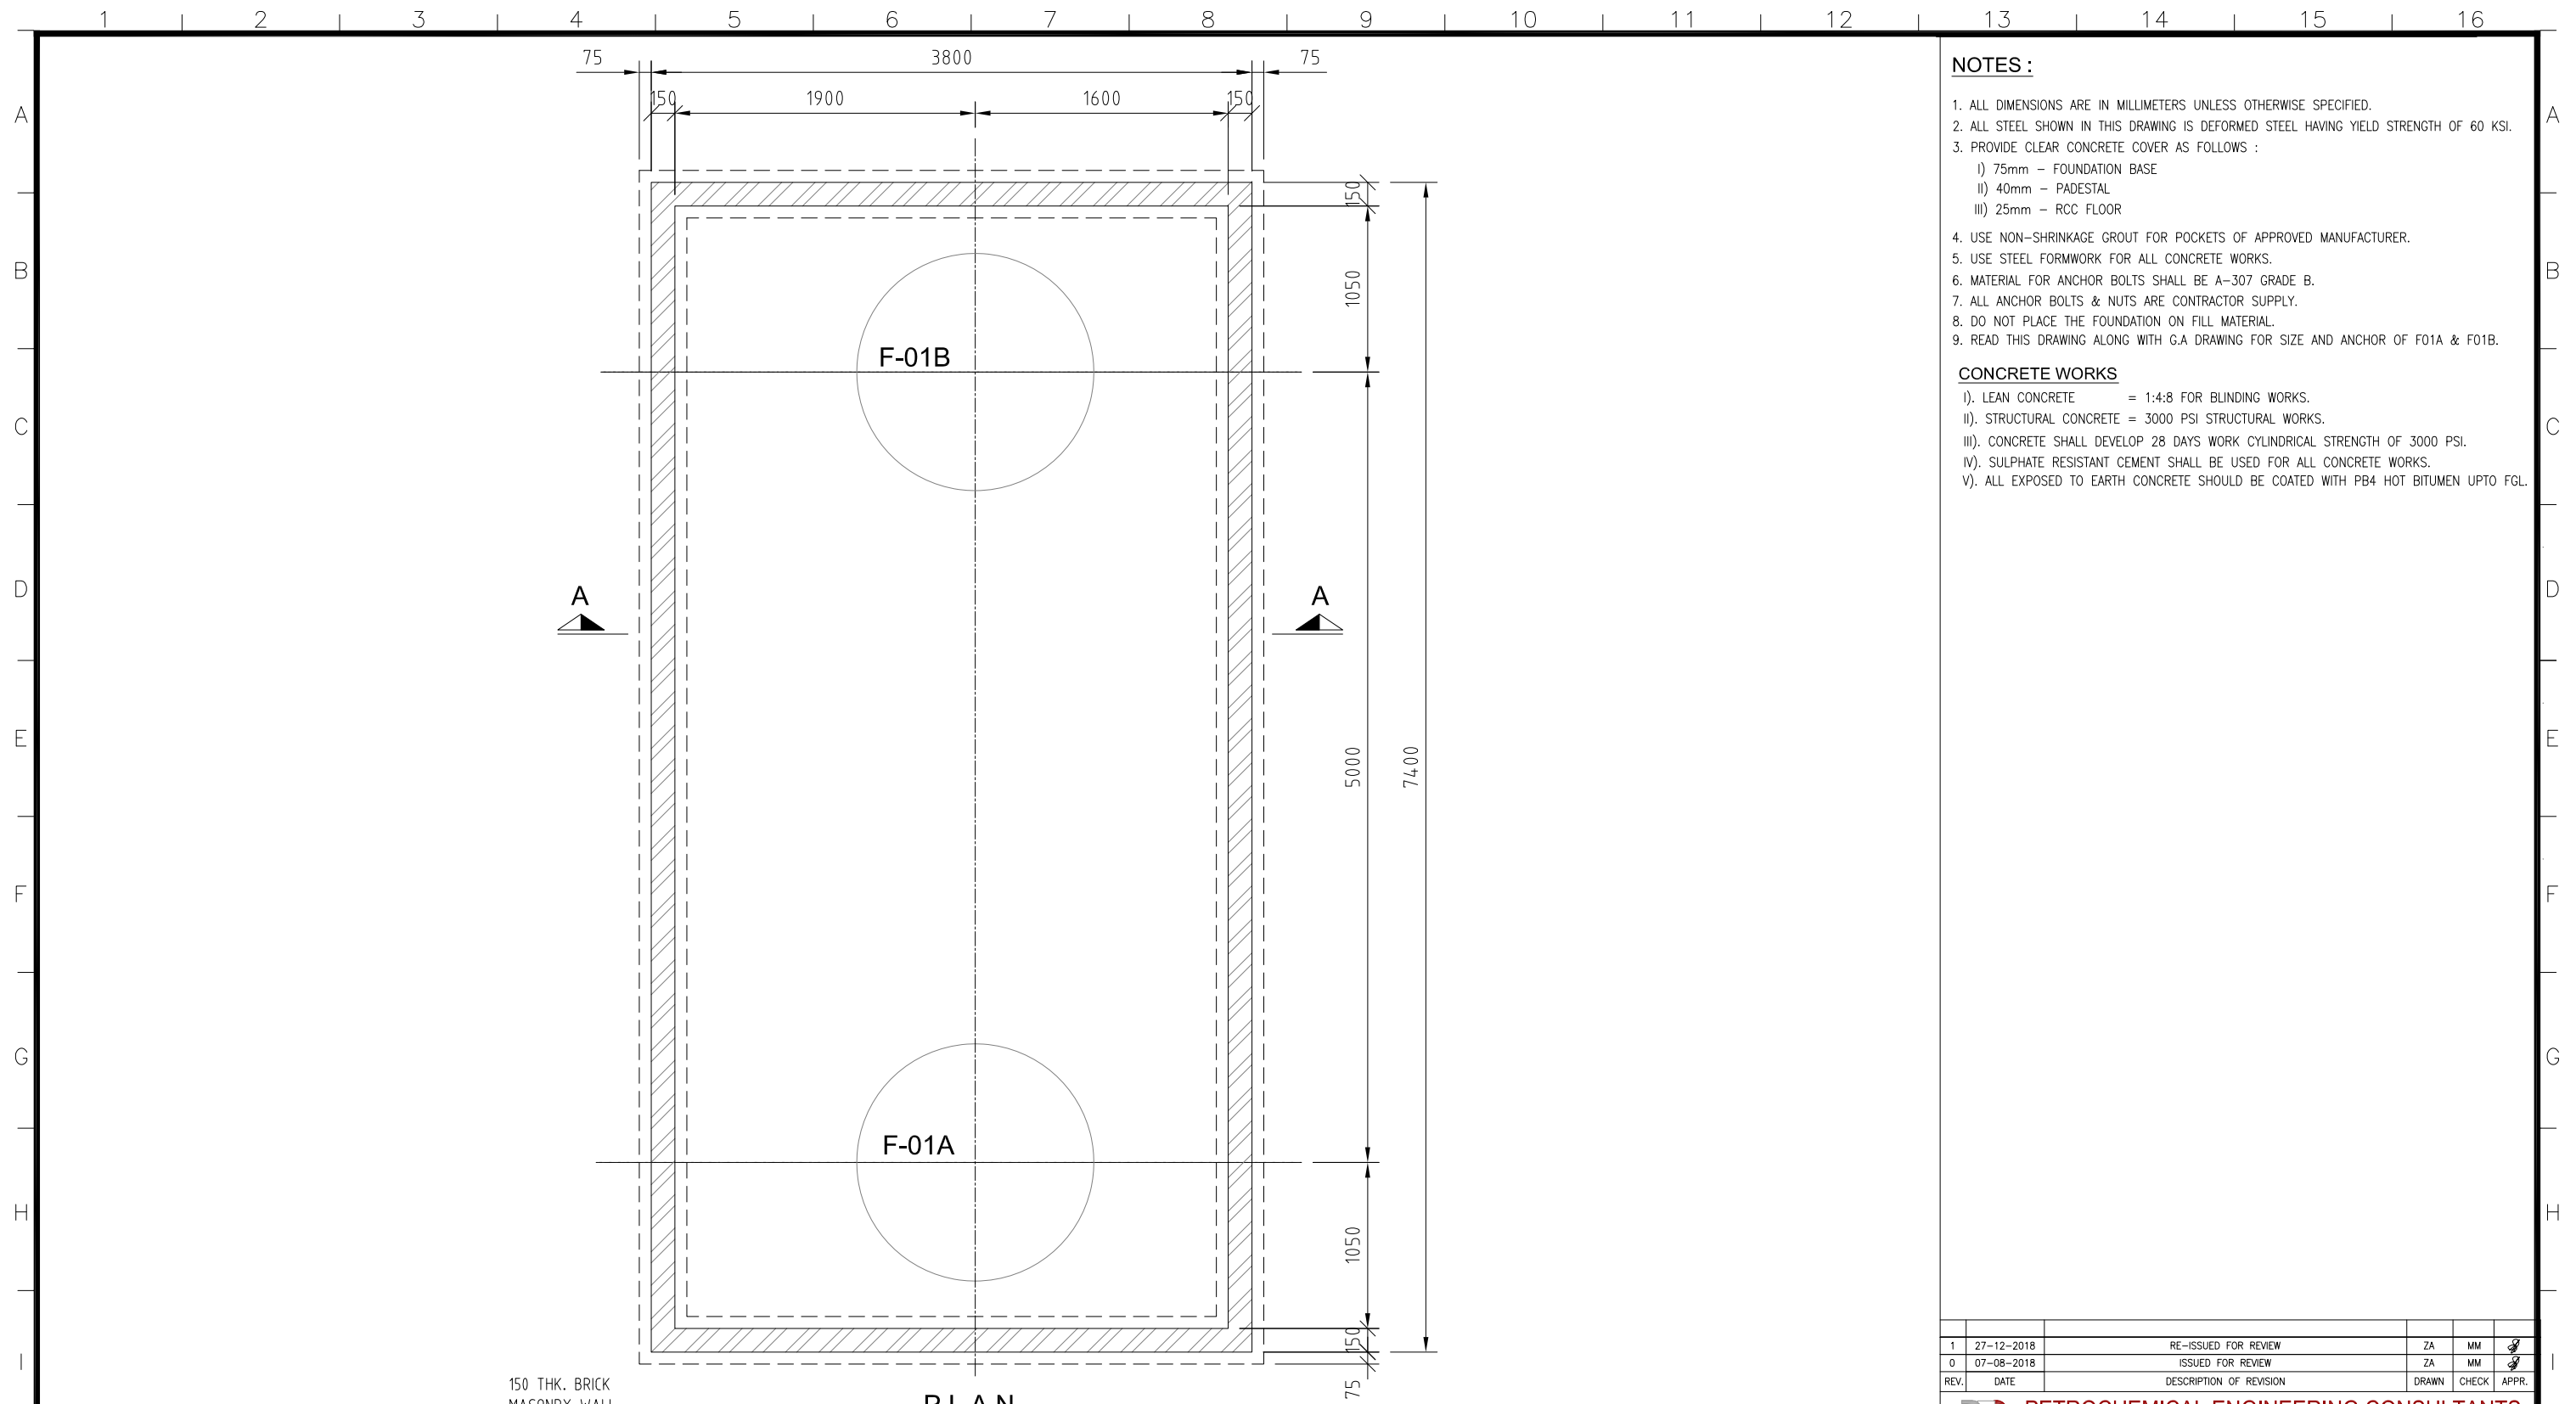 1 2 3 4 5 6 7 8 9 10 11 12 13 14 15 16
75 3800 75
150 1900 1600 150
A A
B B
C C
D D
E E
F F
G G
H H
I I
150
1050
F-01B
A A
5000
7400
F-01A
1050
150
75
150 THK. BRICK
MASONRY WALL
PLAN
NOTES :
1. ALL DIMENSIONS ARE IN MILLIMETERS UNLESS OTHERWISE SPECIFIED.
2. ALL STEEL SHOWN IN THIS DRAWING IS DEFORMED STEEL HAVING YIELD STRENGTH OF 60 KSI.
3. PROVIDE CLEAR CONCRETE COVER AS FOLLOWS :
I) 75mm – FOUNDATION BASE
II) 40mm – PADESTAL
III) 25mm – RCC FLOOR
4. USE NON–SHRINKAGE GROUT FOR POCKETS OF APPROVED MANUFACTURER.
5. USE STEEL FORMWORK FOR ALL CONCRETE WORKS.
6. MATERIAL FOR ANCHOR BOLTS SHALL BE A–307 GRADE B.
7. ALL ANCHOR BOLTS & NUTS ARE CONTRACTOR SUPPLY.
8. DO NOT PLACE THE FOUNDATION ON FILL MATERIAL.
9. READ THIS DRAWING ALONG WITH G.A DRAWING FOR SIZE AND ANCHOR OF F01A & F01B.
CONCRETE WORKS
I). LEAN CONCRETE = 1:4:8 FOR BLINDING WORKS.
II). STRUCTURAL CONCRETE = 3000 PSI STRUCTURAL WORKS.
III). CONCRETE SHALL DEVELOP 28 DAYS WORK CYLINDRICAL STRENGTH OF 3000 PSI.
IV). SULPHATE RESISTANT CEMENT SHALL BE USED FOR ALL CONCRETE WORKS.
V). ALL EXPOSED TO EARTH CONCRETE SHOULD BE COATED WITH PB4 HOT BITUMEN UPTO FGL.
1 27–12–2018 RE–ISSUED FOR REVIEW ZA MM
0 07–08–2018 ISSUED FOR REVIEW ZA MM
REV. DATE DESCRIPTION OF REVISION DRAWN CHECK APPR.
PETROCHEMICAL ENGINEERING CONSULTANTS